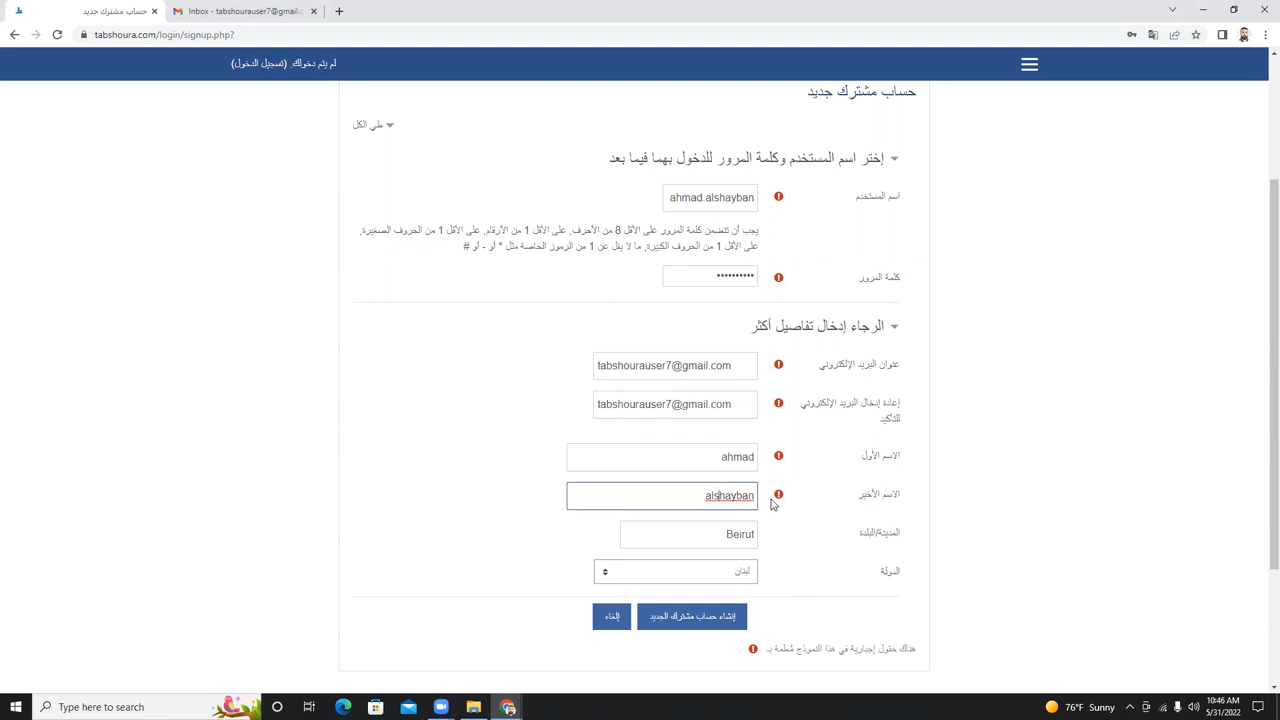 حساب مشترك جديد
Inbox - tabshourauser7@gmail.c
tabshoura.com/login/signup.php?
لم يتم دخولك. (تسجيل الدخول)
حساب مشترك جديد
طي الكل
إختر اسم المستخدم وكلمة المرور للدخول بهما فيما بعد
اسم المستخدم
ahmad.alshayban
يجب أن تتضمن كلمة المرور على الأقل 8 من الأحرف, على الأقل 1 من الأرقام, على الأقل 1 من الحروف الصغيرة,
على الأقل 1 من الحروف الكبيرة, ما لا يقل عن 1 من الرموز الخاصة مثل * أو - أو #
كلمة المرور
••••••••••
الرجاء إدخال تفاصيل أكثر
عنوان البريد الإلكتروني
tabshourauser7@gmail.com
إعادة إدخال البريد الإلكتروني
للتأكيد
tabshourauser7@gmail.com
الاسم الأول
ahmad
الاسم الأخير
alshayban
المدينة/البلدة
Beirut
الدولة
لبنان
إنشاء حساب مشترك الجديد
إلغاء
هناك حقول إجبارية في هذا النموذج مُعلمة بـ .
Type here to search
76°F Sunny
10:46 AM
5/31/2022